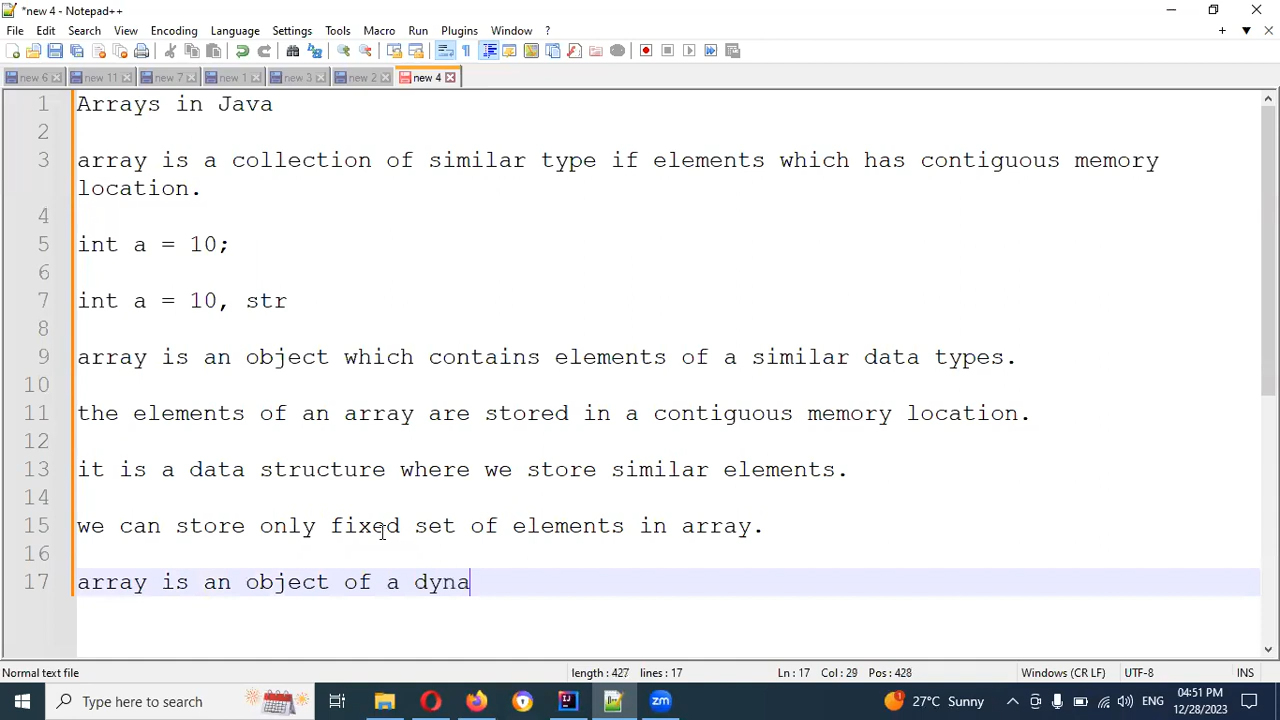 *new 4 - Notepad++
File Edit Search View Encoding Language Settings Tools Macro Run Plugins Window ?
new 6 new 11 new 7 new 1 new 3 new 2 new 4
1 Arrays in Java
2
3 array is a collection of similar type if elements which has contiguous memory
location.
4
5 int a = 10;
6
7 int a = 10, str
8
9 array is an object which contains elements of a similar data types.
10
11 the elements of an array are stored in a contiguous memory location.
12
13 it is a data structure where we store similar elements.
14
15 we can store only fixed set of elements in array.
16
17 array is an object of a dyna
Normal text file length : 427 lines : 17 Ln : 17 Col : 29 Pos : 428 Windows (CR LF) UTF-8 INS
Type here to search zm 1 27°C Sunny ENG 04:51 PM
12/28/2023